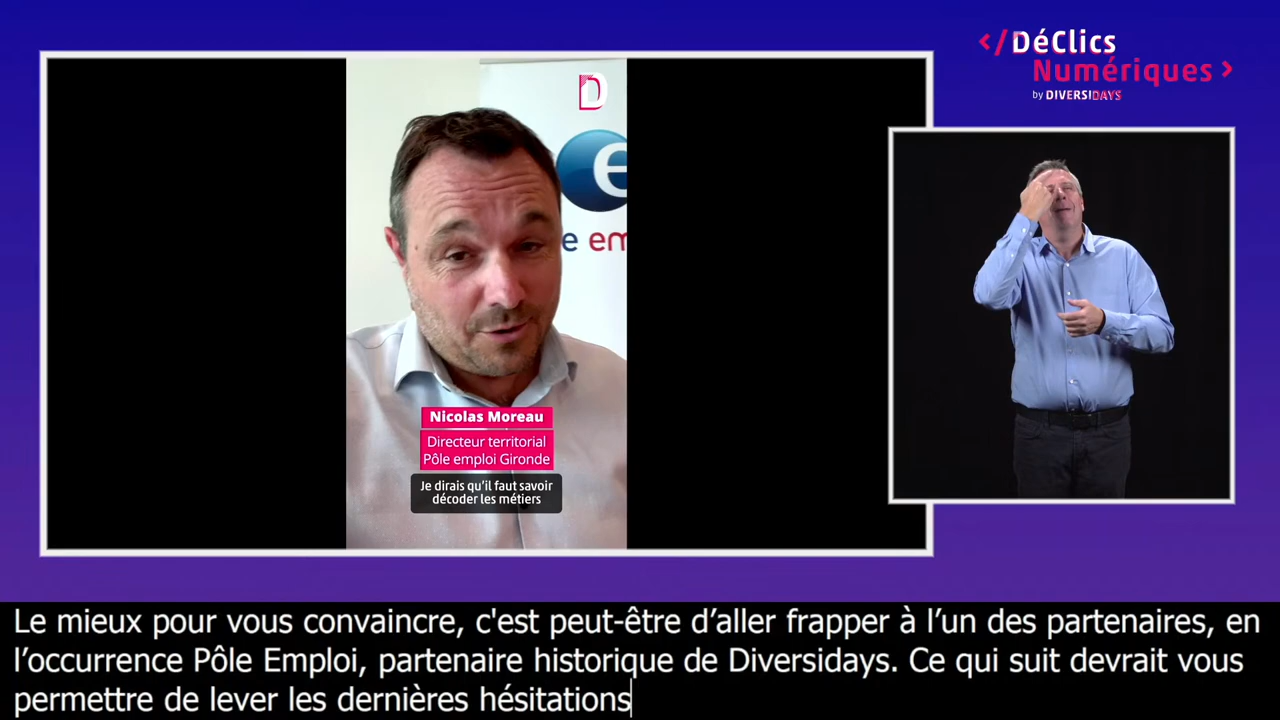 </DéClics
Numériques >
by DIVERSIDAYS
D
e
e em
Nicolas Moreau
Directeur territorial
Pôle emploi Gironde
Je dirais qu'il faut savoir
décoder les métiers
Le mieux pour vous convaincre, c'est peut-être d’aller frapper à l’un des partenaires, en
l’occurrence Pôle Emploi, partenaire historique de Diversidays. Ce qui suit devrait vous
permettre de lever les dernières hésitations